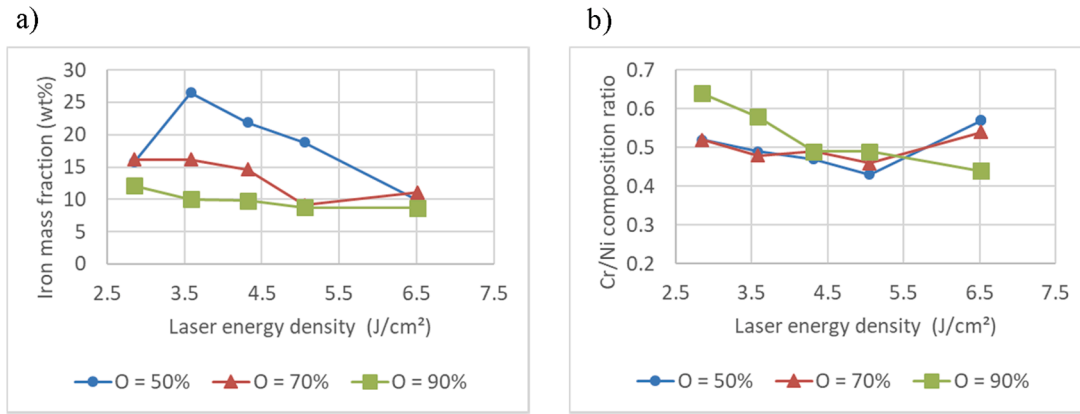 a)
Iron mass fraction (wt%)
30
25
20
15
10
5
0
2.5 3.5 4.5 5.5 6.5 7.5
Laser energy density (J/cm²)
O = 50% O = 70% O = 90%
b)
Cr/Ni composition ratio
0.7
0.6
0.5
0.4
0.3
0.2
2.5 3.5 4.5 5.5 6.5 7.5
Laser energy density (J/cm²)
O = 50% O = 70% O = 90%